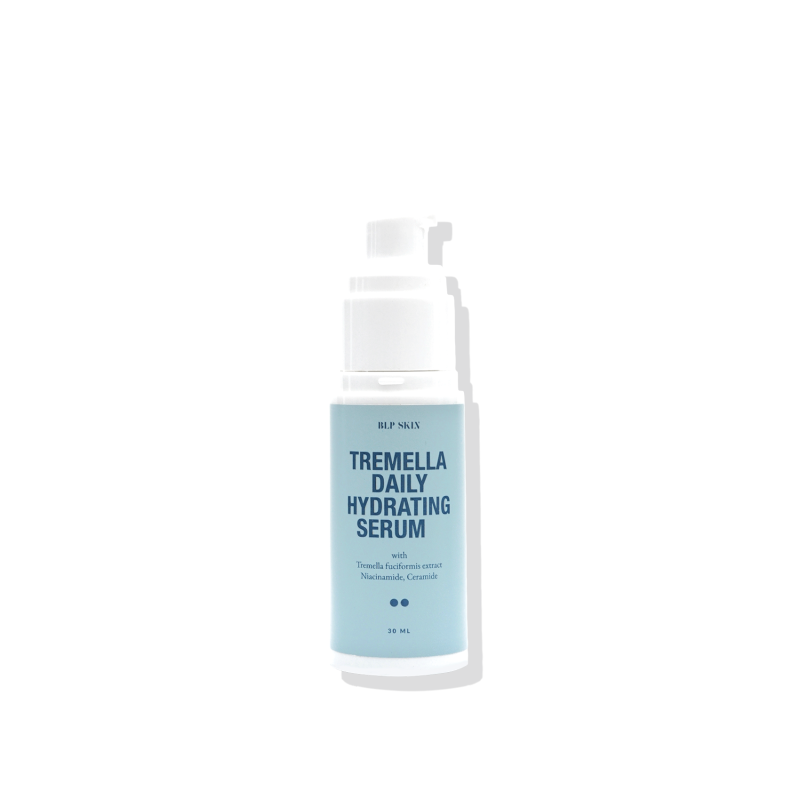 BLP SKIN
TREMELLA
DAILY
HYDRATING
SERUM
with
Tremella fuciformis extract
Niacinamide, Ceramide
30 ML